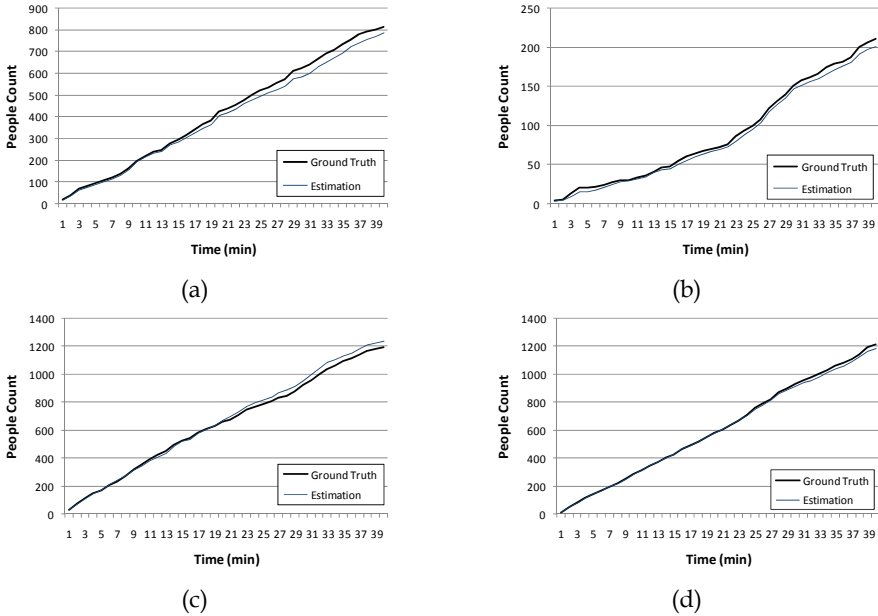 900
800
700
600
500
400
300
200
100
0
People Count
1 3 5 7 9 11 13 15 17 19 21 23 25 27 29 31 33 35 37 39
Time (min)
Ground Truth
Estimation
(a)
250
200
150
100
50
0
People Count
1 3 5 7 9 11 13 15 17 19 21 23 25 27 29 31 33 35 37 39
Time (min)
Ground Truth
Estimation
(b)
1400
1200
1000
800
600
400
200
0
People Count
1 3 5 7 9 11 13 15 17 19 21 23 25 27 29 31 33 35 37 39
Time (min)
Ground Truth
Estimation
(c)
1400
1200
1000
800
600
400
200
0
People Count
1 3 5 7 9 11 13 15 17 19 21 23 25 27 29 31 33 35 37 39
Time (min)
Ground Truth
Estimation
(d)